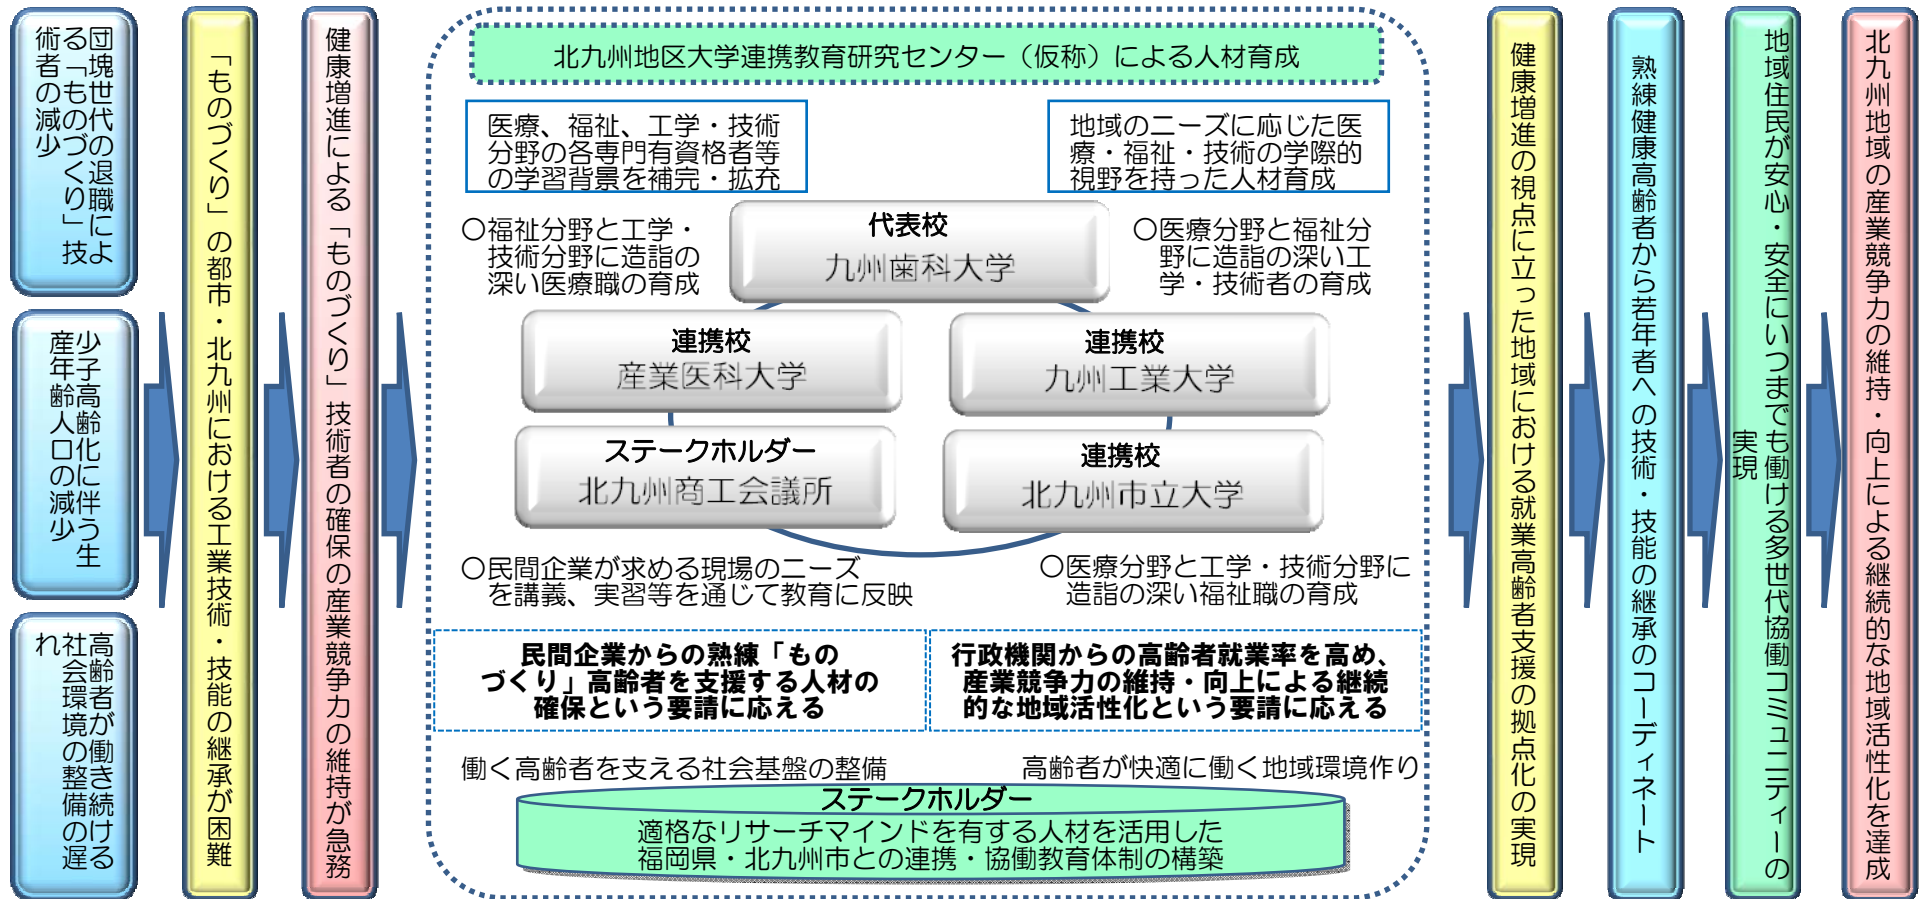 団塊世代の退職によ
る「ものづくり」技
術者の減少
少子高齢化に伴う生
産年齢人口の減少
高齢者が働き続ける
社会環境の整備の遅
れ
「ものづくり」の都市・北九州における工業技術・技能の継承が困難
健康増進による「ものづくり」技術者の確保の産業競争力の維持が急務
北九州地区大学連携教育研究センター（仮称）による人材育成
医療、福祉、工学・技術
分野の各専門有資格者等
の学習背景を補完・拡充
地域のニーズに応じた医
療・福祉・技術の学際的
視野を持った人材育成
○福祉分野と工学・
技術分野に造詣の
深い医療職の育成
代表校
九州歯科大学
○医療分野と福祉分
野に造詣の深い工
学・技術者の育成
連携校
産業医科大学
連携校
九州工業大学
ステークホルダー
北九州商工会議所
連携校
北九州市立大学
○民間企業が求める現場のニーズ
を講義、実習等を通じて教育に反映
○医療分野と工学・技術分野に
造詣の深い福祉職の育成
民間企業からの熟練「もの
づくり」高齢者を支援する人材の
確保という要請に応える
行政機関からの高齢者就業率を高め、
産業競争力の維持・向上による継続
的な地域活性化という要請に応える
働く高齢者を支える社会基盤の整備
高齢者が快適に働く地域環境作り
ステークホルダー
適格なリサーチマインドを有する人材を活用した
福岡県・北九州市との連携・協働教育体制の構築
健康増進の視点に立った地域における就業高齢者支援の拠点化の実現
熟練健康高齢者から若年者への技術・技能の継承のコーディネート
地域住民が安心・安全にいつまでも働ける多世代協働コミュニティーの
実現
北九州地域の産業競争力の維持・向上による継続的な地域活性化を達成